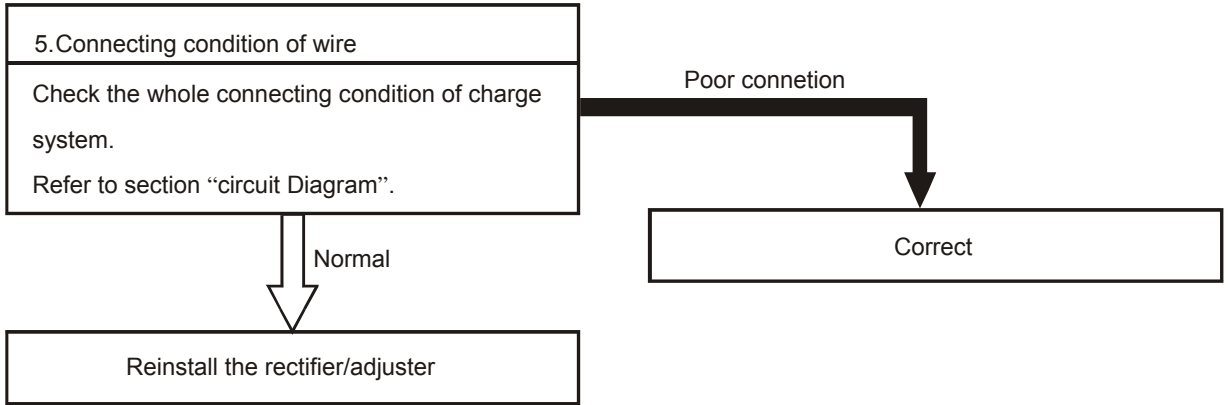 5.Connecting condition of wire
Check the whole connecting condition of charge
system.
Refer to section “circuit Diagram”.
Poor connetion
Correct
Normal
Reinstall the rectifier/adjuster